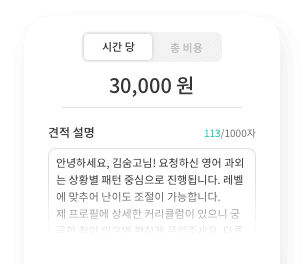 시간 당
총 비용
30,000 원
견적 설명
113/1000자
안녕하세요, 김숨고님! 요청하신 영어 과외
는 상황별 패턴 중심으로 진행됩니다. 레벨
에 맞추어 난이도 조절이 가능합니다.
제 프로필에 상세한 커리큘럼이 있으니 궁